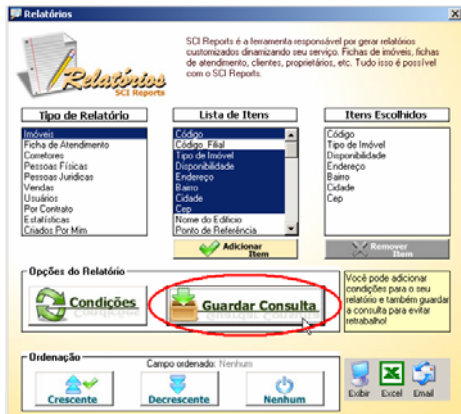 Relatórios
SCI Reports é a ferramenta responsável por gerar relatórios
customizados dinamizando seu serviço. Fichas de imóveis, fichas
de atendimento, clientes, proprietários, etc. Tudo isso é possível
com o SCI Reports.
Relatórios
SCI Reports
Tipo de Relatório
Imóveis
Ficha de Atendimento
Corretores
Pessoas Físicas
Pessoas Jurídicas
Vendas
Usuários
Por Contrato
Estatísticas
Criados Por Mim
Lista de Itens
Código
Código_Filial
Tipo de Imóvel
Disponibilidade
Endereço
Bairro
Cidade
Cep
Nome do Edifício
Ponto de Referência
Adicionar
Item
Itens Escolhidos
Código
Tipo de Imóvel
Disponibilidade
Endereço
Bairro
Cidade
Cep
Remover
Item
Opções do Relatório
Condições
Guardar Consulta
Você pode adicionar
condições para o seu
relatório e também guardar
a consulta para evitar
retrabalho!
Ordenação
Campo ordenado: Nenhum
Crescente
Decrescente
Nenhum
Exibir
Excel
Email